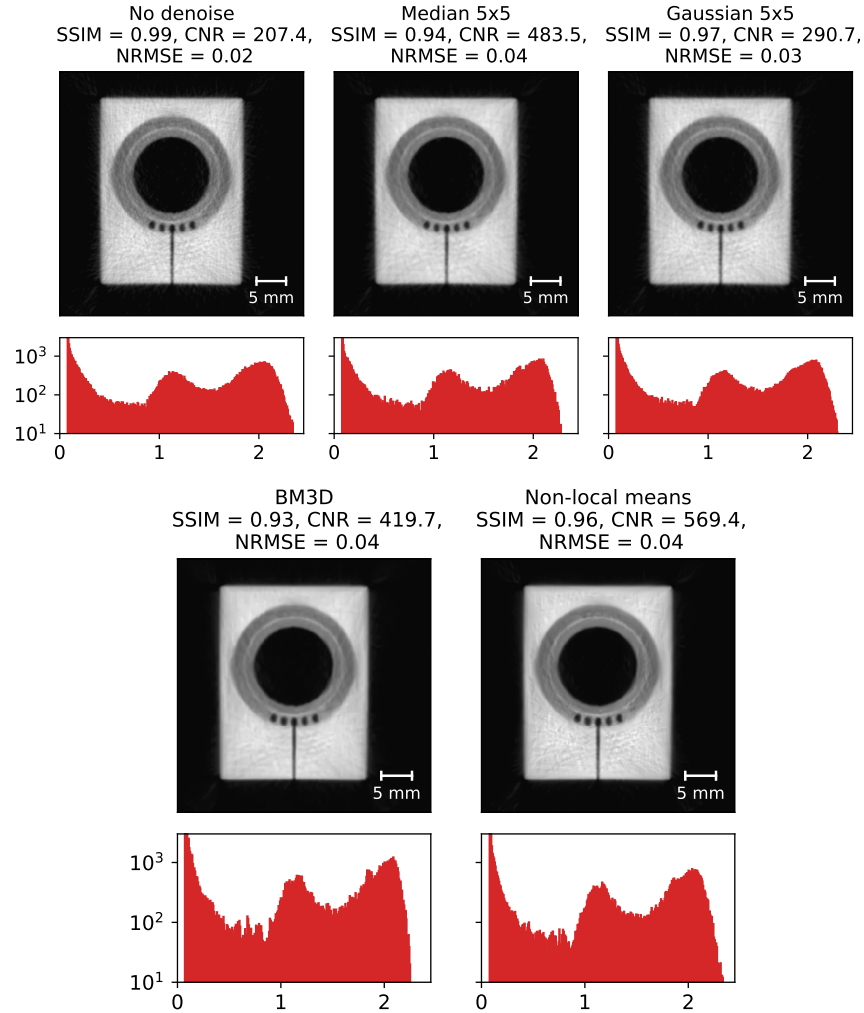 No denoise
SSIM = 0.99, CNR = 207.4,
NRMSE = 0.02
Median 5x5
SSIM = 0.94, CNR = 483.5,
NRMSE = 0.04
Gaussian 5x5
SSIM = 0.97, CNR = 290.7,
NRMSE = 0.03
5 mm
5 mm
5 mm
10³
10²
10¹
0 1 2
0 1 2
0 1 2
BM3D
SSIM = 0.93, CNR = 419.7,
NRMSE = 0.04
Non-local means
SSIM = 0.96, CNR = 569.4,
NRMSE = 0.04
5 mm
5 mm
10³
10²
10¹
0 1 2
0 1 2